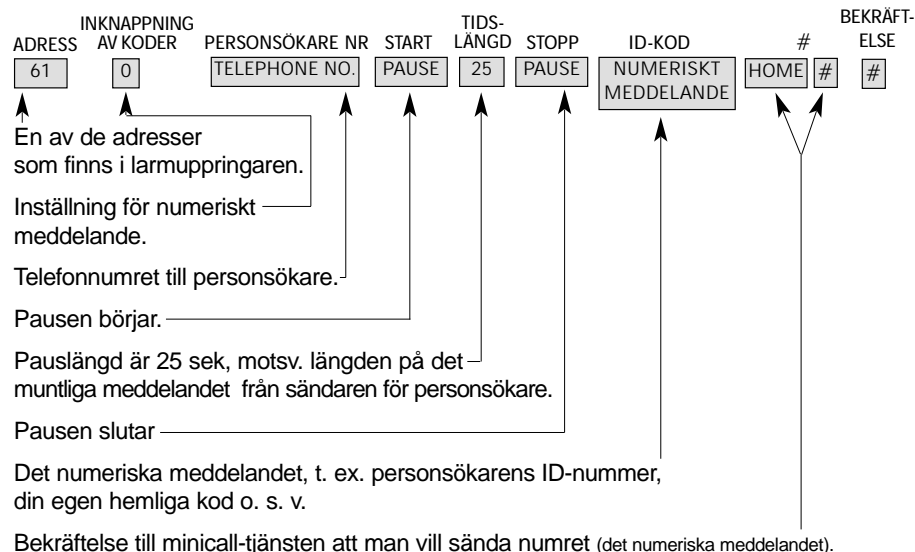 ADRESS
INKNAPPNING
AV KODER
PERSONSÖKARE NR
START
TIDS-
LÄNGD
STOPP
ID-KOD
#
BEKRÄFT-
ELSE
61
0
TELEPHONE NO.
PAUSE
25
PAUSE
NUMERISKT
MEDDELANDE
HOME
#
#
En av de adresser
som finns i larmuppringaren.
Inställning för numeriskt
meddelande.
Telefonnumret till personsökare.
Pausen börjar.
Pauslängd är 25 sek, motsv. längden på det
muntliga meddelandet från sändaren för personsökare.
Pausen slutar
Det numeriska meddelandet, t. ex. personsökarens ID-nummer,
din egen hemliga kod o. s. v.
Bekräftelse till minicall-tjänsten att man vill sända numret (det numeriska meddelandet).